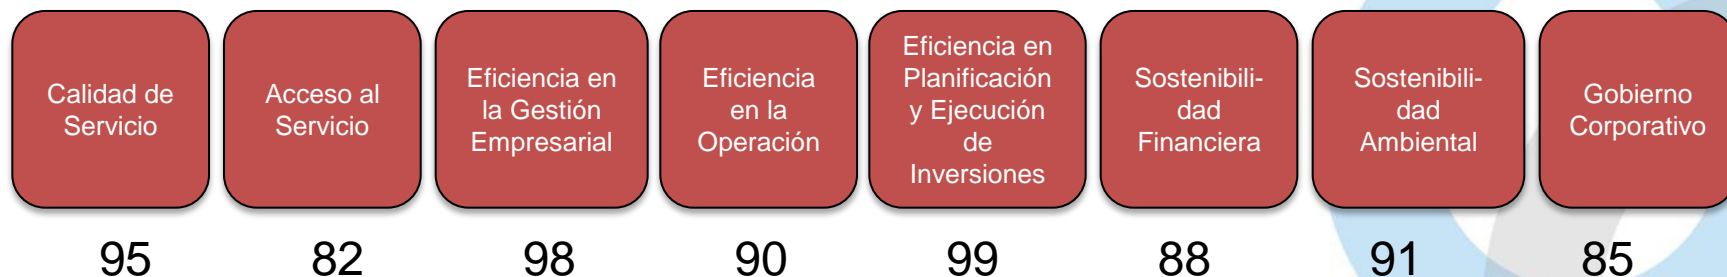 Calidad de
Servicio
Acceso al
Servicio
Eficiencia en
la Gestión
Empresarial
Eficiencia
en la
Operación
Eficiencia en
Planificación
y Ejecución
de
Inversiones
Sostenibili-
dad
Financiera
Sostenibili-
dad
Ambiental
Gobierno
Corporativo
95 82 98 90 99 88 91 85